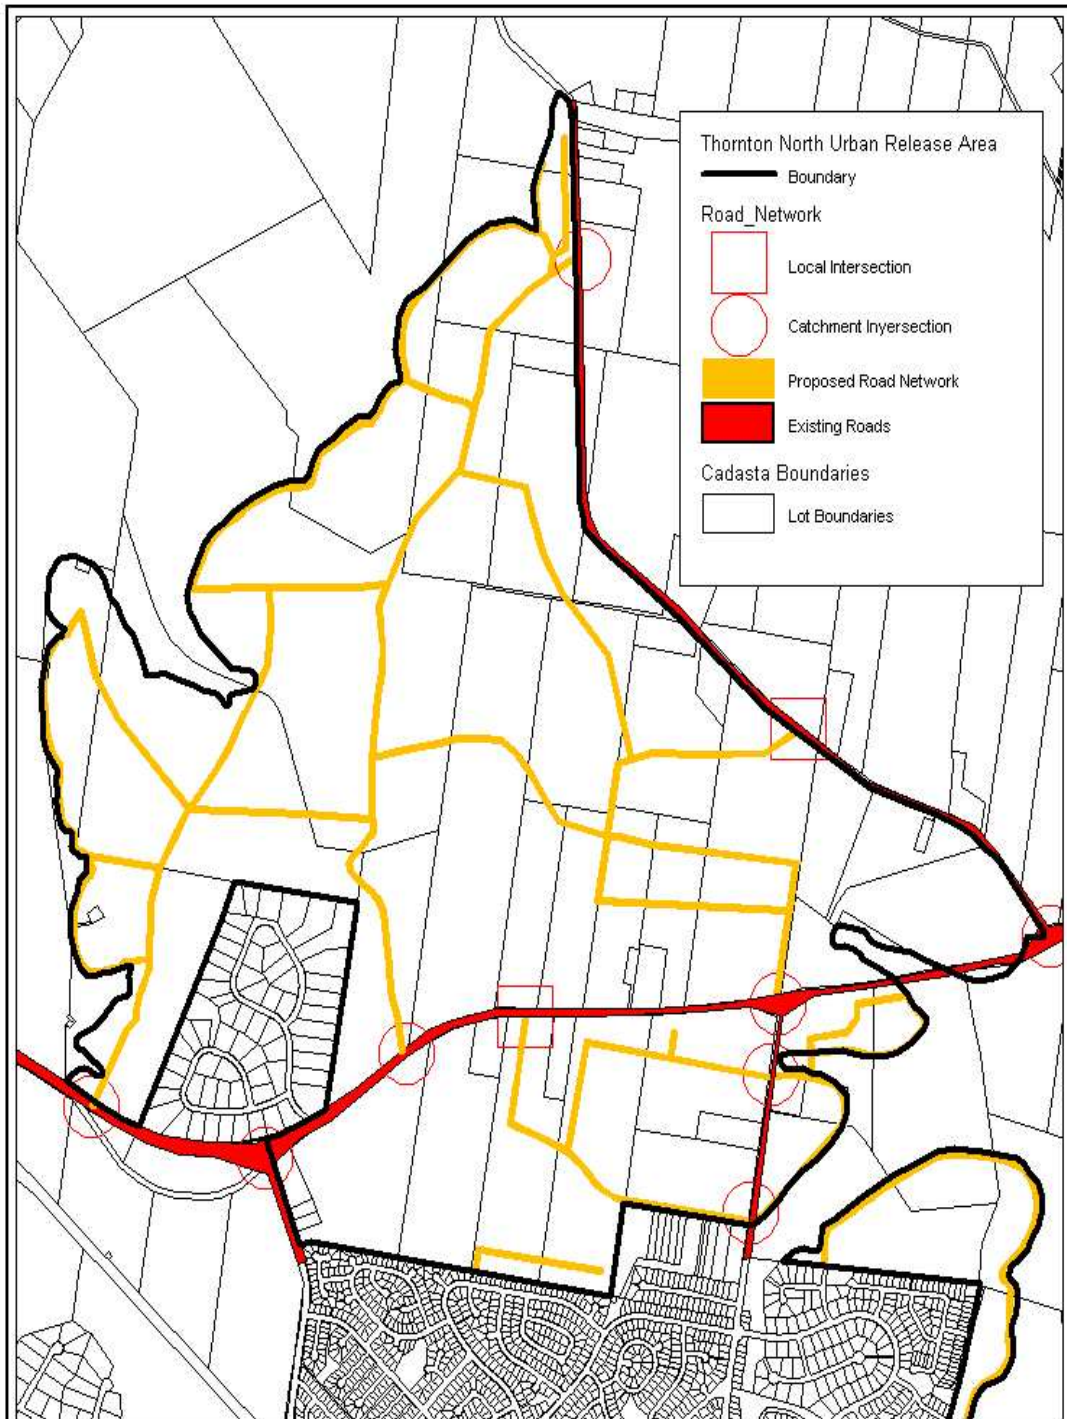 Thornton North Urban Release Area
Boundary
Road_Network
Local Intersection
Catchment Inyersection
Proposed Road Network
Existing Roads
Cadasta Boundaries
Lot Boundaries